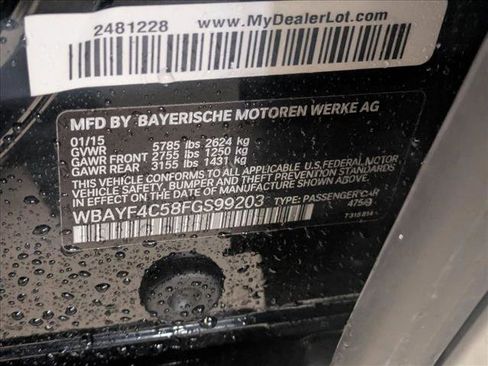 2481228
www.MyDealerLot.com
MFD BY BAYERISCHE MOTOREN WERKE AG
01/15
GVWR 5785 lbs 2624 kg
GAWR FRONT 2755 lbs 1250 kg
GAWR REAR 3155 lbs 1431 kg
THIS VEHICLE CONFORMS TO ALL APPLICABLE U.S. FEDERAL MOTOR
VEHICLE SAFETY, BUMPER, AND THEFT PREVENTION STANDARDS
IN EFFECT ON THE DATE OF MANUFACTURE SHOWN ABOVE.
WBAYF4C58FGS99203 TYPE: PASSENGER CAR
475/9